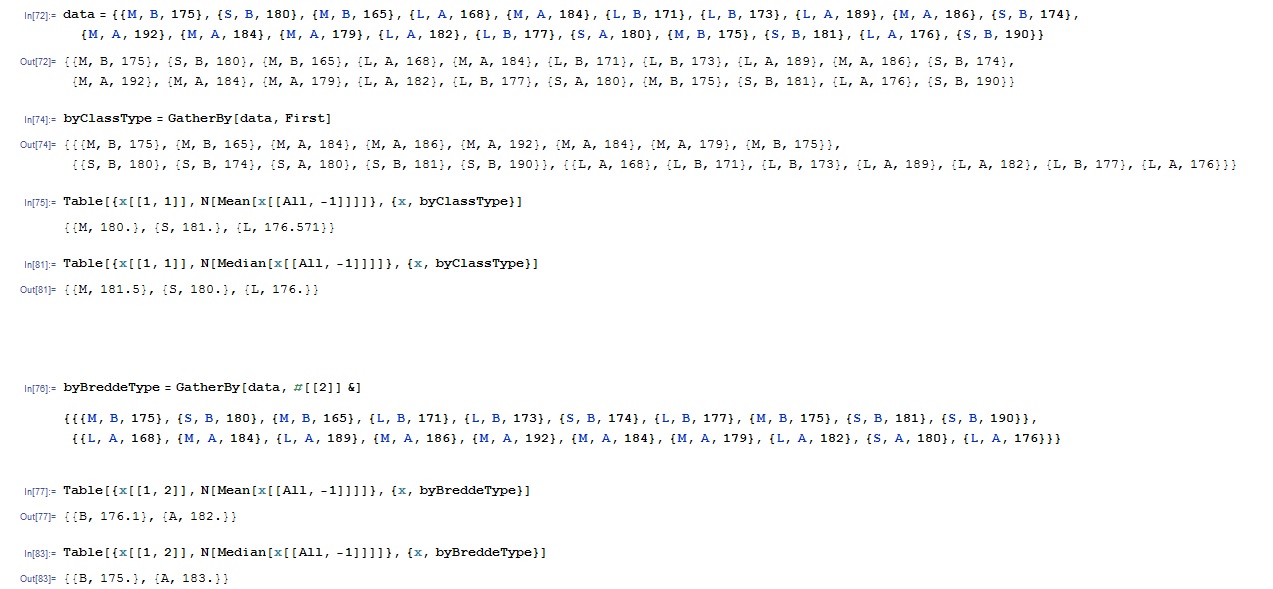 In[72]:= data = {{M, B, 175}, {S, B, 180}, {M, B, 165}, {L, A, 168}, {M, A, 184}, {L, B, 171}, {L, B, 173}, {L, A, 189}, {M, A, 186}, {S, B, 174},
{M, A, 192}, {M, A, 184}, {M, A, 179}, {L, A, 182}, {L, B, 177}, {S, A, 180}, {M, B, 175}, {S, B, 181}, {L, A, 176}, {S, B, 190}}
Out[72]= {{M, B, 175}, {S, B, 180}, {M, B, 165}, {L, A, 168}, {M, A, 184}, {L, B, 171}, {L, B, 173}, {L, A, 189}, {M, A, 186}, {S, B, 174},
{M, A, 192}, {M, A, 184}, {M, A, 179}, {L, A, 182}, {L, B, 177}, {S, A, 180}, {M, B, 175}, {S, B, 181}, {L, A, 176}, {S, B, 190}}
In[74]:= byClassType = GatherBy[data, First]
Out[74]= {{{M, B, 175}, {M, B, 165}, {M, A, 184}, {M, A, 186}, {M, A, 192}, {M, A, 184}, {M, A, 179}, {M, B, 175}},
{{S, B, 180}, {S, B, 174}, {S, A, 180}, {S, B, 181}, {S, B, 190}}, {{L, A, 168}, {L, B, 171}, {L, B, 173}, {L, A, 189}, {L, A, 182}, {L, B, 177}, {L, A, 176}}}
In[75]:= Table[{x[[1, 1]], N[Mean[x[[All, -1]]]]}, {x, byClassType}]
{{M, 180.}, {S, 181.}, {L, 176.571}}
In[81]:= Table[{x[[1, 1]], N[Median[x[[All, -1]]]]}, {x, byClassType}]
Out[81]= {{M, 181.5}, {S, 180.}, {L, 176.}}
In[76]:= byBreddeType = GatherBy[data, #[[2]] &]
{{{M, B, 175}, {S, B, 180}, {M, B, 165}, {L, B, 171}, {L, B, 173}, {S, B, 174}, {L, B, 177}, {M, B, 175}, {S, B, 181}, {S, B, 190}},
{{L, A, 168}, {M, A, 184}, {L, A, 189}, {M, A, 186}, {M, A, 192}, {M, A, 184}, {M, A, 179}, {L, A, 182}, {S, A, 180}, {L, A, 176}}}
In[77]:= Table[{x[[1, 2]], N[Mean[x[[All, -1]]]]}, {x, byBreddeType}]
Out[77]= {{B, 176.1}, {A, 182.}}
In[83]:= Table[{x[[1, 2]], N[Median[x[[All, -1]]]]}, {x, byBreddeType}]
Out[83]= {{B, 175.}, {A, 183.}}